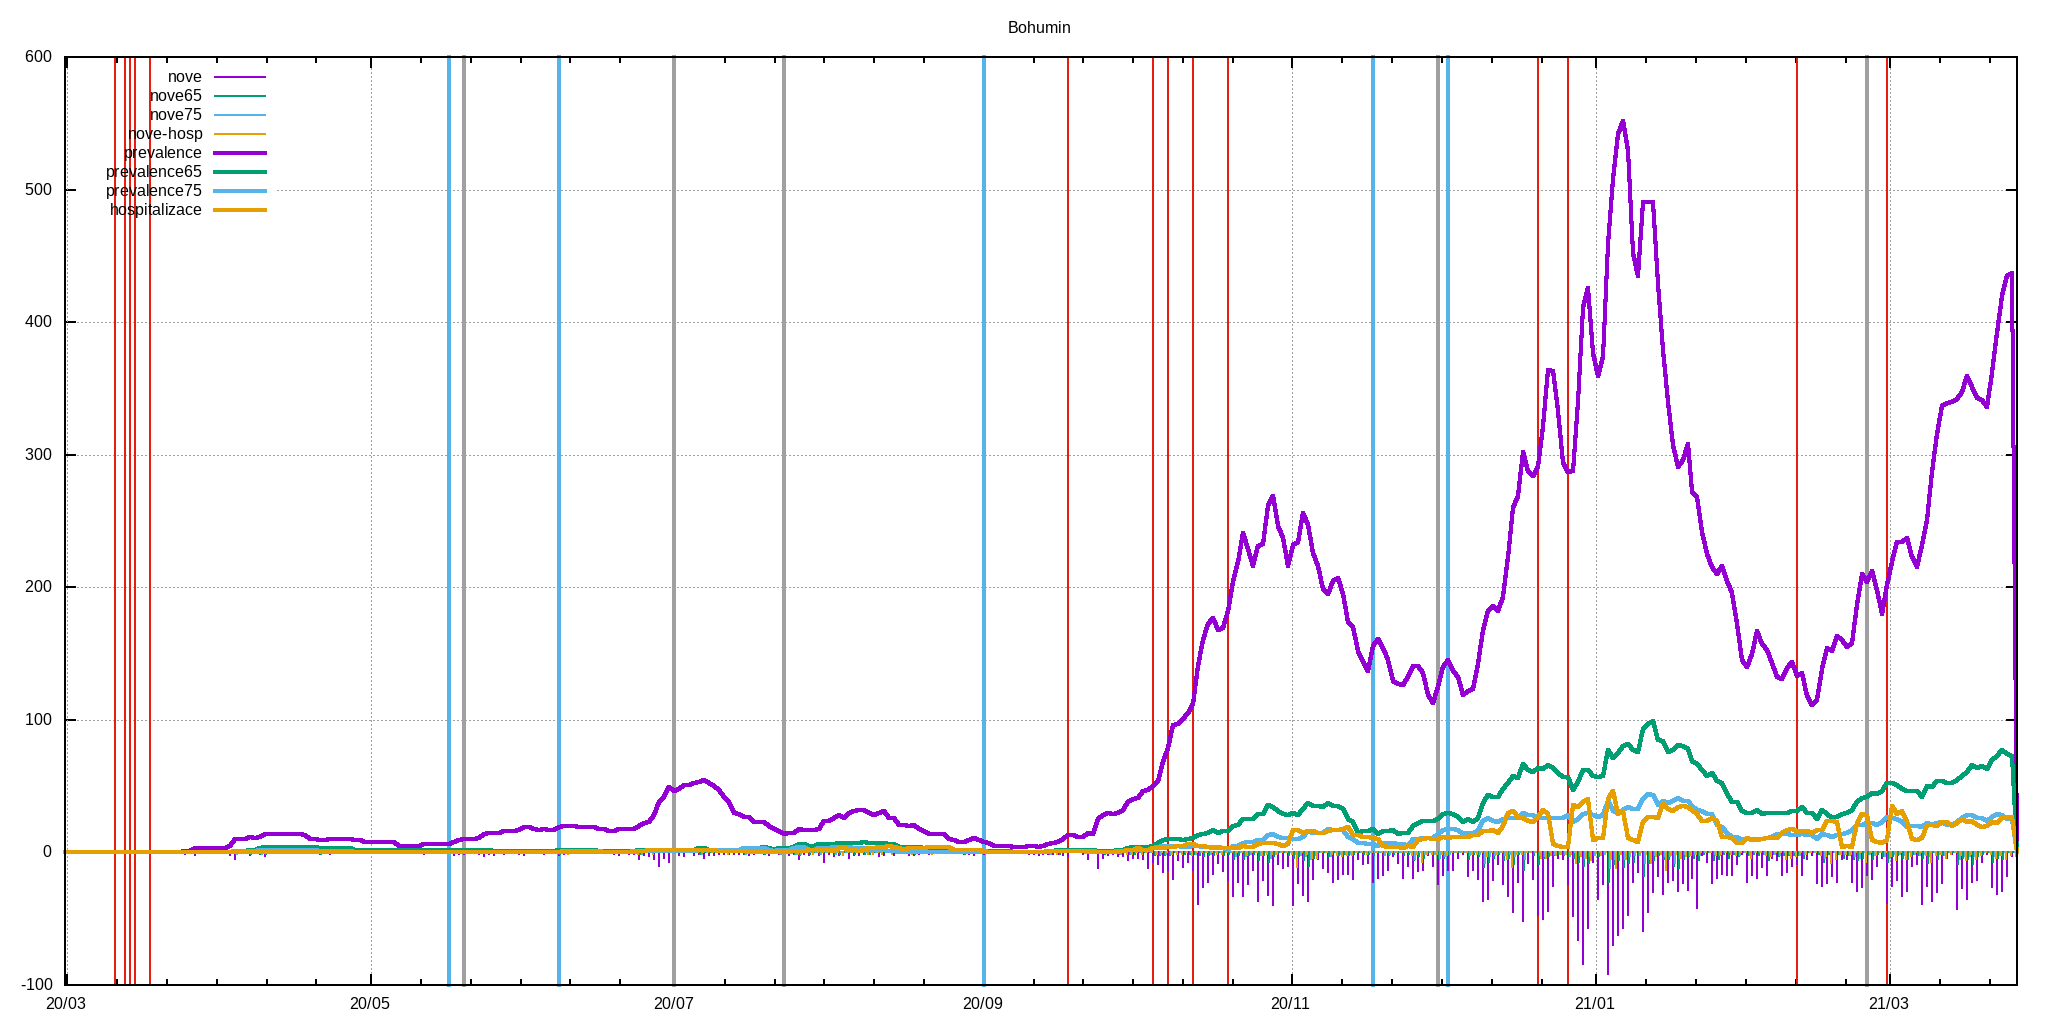 Bohumin
600
nove
nove65
nove75
nove-hosp
prevalence
prevalence65
prevalence75
hospitalizace
500
400
300
200
100
0
-100
20/03 20/05 20/07 20/09 20/11 21/01 21/03